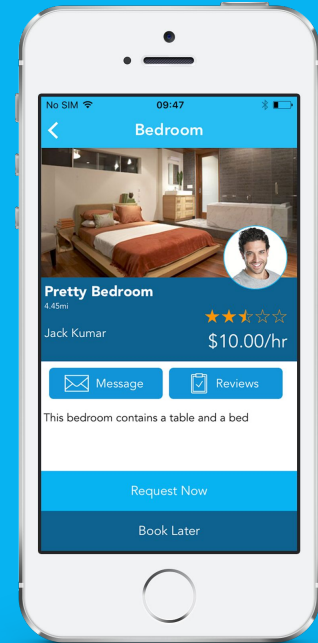 No SIM 09:47
Bedroom
Pretty Bedroom
4.45mi
Jack Kumar
$10.00/hr
Message Reviews
This bedroom contains a table and a bed
Request Now
Book Later